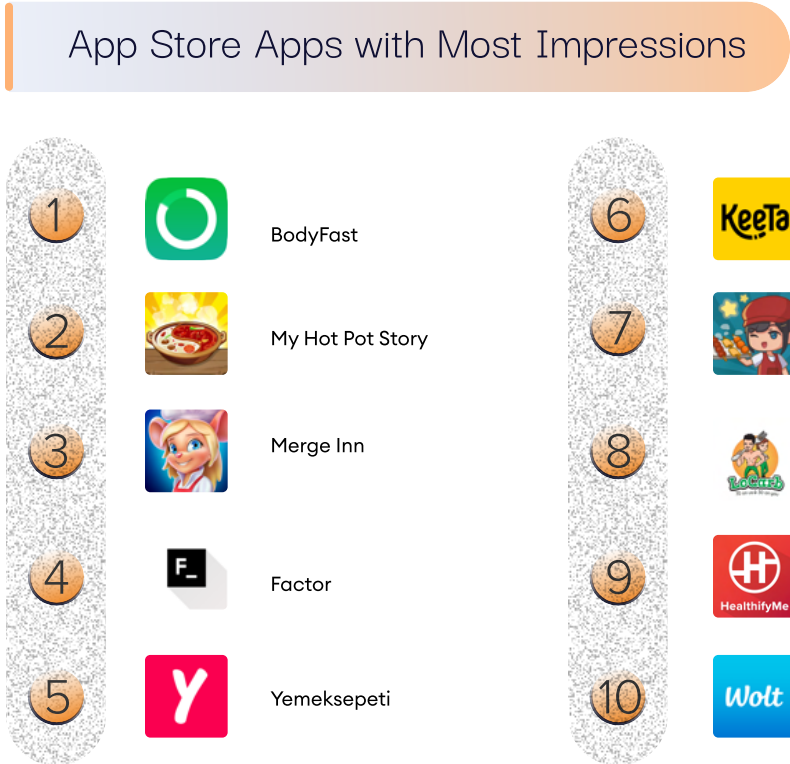 App Store Apps with Most Impressions
1
BodyFast
2
My Hot Pot Story
3
Merge Inn
4
F_
Factor
5
Y
Yemeksepeti
6
KeeTa
7
8
LoCarb
9
H
HealthifyMe
10
Wolt